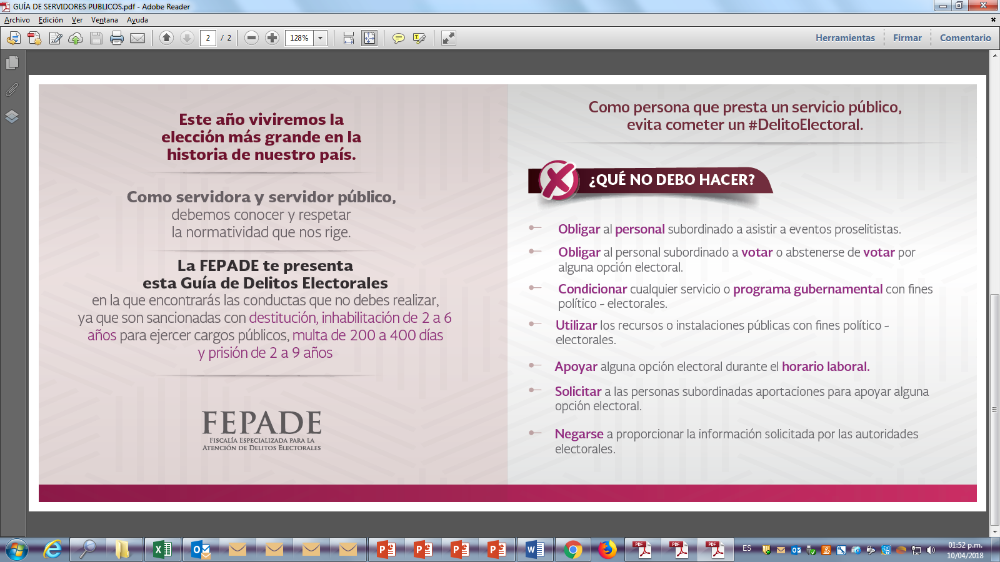 GUÍA DE SERVIDORES PUBLICOS.pdf - Adobe Reader
Archivo Edición Ver Ventana Ayuda
2 / 2 128% Herramientas Firmar Comentario
Este año viviremos la
elección más grande en la
historia de nuestro país.
Como servidora y servidor público,
debemos conocer y respetar
la normatividad que nos rige.
La FEPADE te presenta
esta Guía de Delitos Electorales
en la que encontrarás las conductas que no debes realizar,
ya que son sancionadas con destitución, inhabilitación de 2 a 6
años para ejercer cargos públicos, multa de 200 a 400 días
y prisión de 2 a 9 años
FEPADE
Fiscalía Especializada para la
Atención de Delitos Electorales
Como persona que presta un servicio público,
evita cometer un #DelitoElectoral.
¿QUÉ NO DEBO HACER?
Obligar al personal subordinado a asistir a eventos proselitistas.
Obligar al personal subordinado a votar o abstenerse de votar por
alguna opción electoral.
Condicionar cualquier servicio o programa gubernamental con fines
político - electorales.
Utilizar los recursos o instalaciones públicas con fines político -
electorales.
Apoyar alguna opción electoral durante el horario laboral.
Solicitar a las personas subordinadas aportaciones para apoyar alguna
opción electoral.
Negarse a proporcionar la información solicitada por las autoridades
electorales.
PDF PDF PDF
ES
01:52 p.m.
10/04/2018